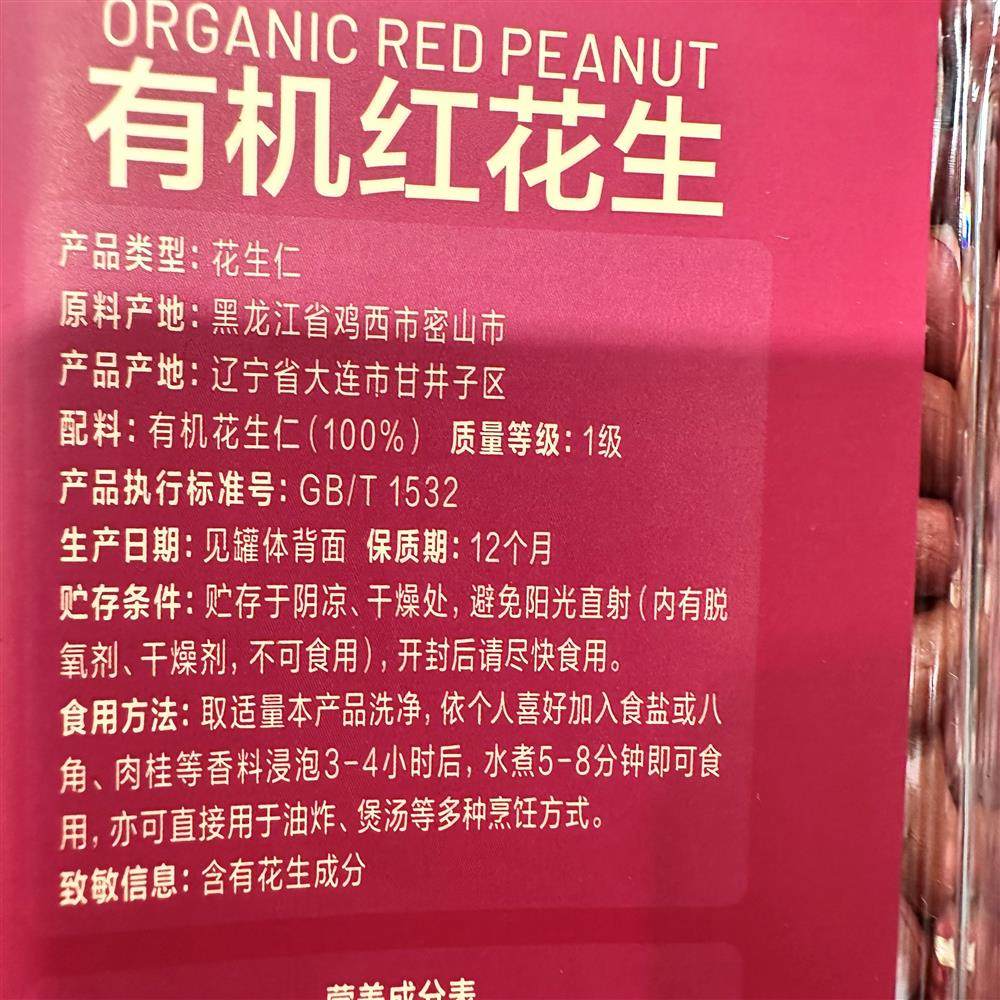 ORGANIC RED PEANUT
有机红花生
产品类型：花生仁
原料产地：黑龙江省鸡西市密山市
产品产地：辽宁省大连市甘井子区
配料：有机花生仁（100%） 质量等级：1级
产品执行标准号：GB/T 1532
生产日期：见罐体背面 保质期：12个月
贮存条件：贮存于阴凉、干燥处，避免阳光直射（内有脱
氧剂、干燥剂，不可食用），开封后请尽快食用。
食用方法：取适量本产品洗净，依个人喜好加入食盐或八
角、肉桂等香料浸泡3-4小时后，水煮5-8分钟即可食
用，亦可直接用于油炸、煲汤等多种烹饪方式。
致敏信息：含有花生成分
营养成分表